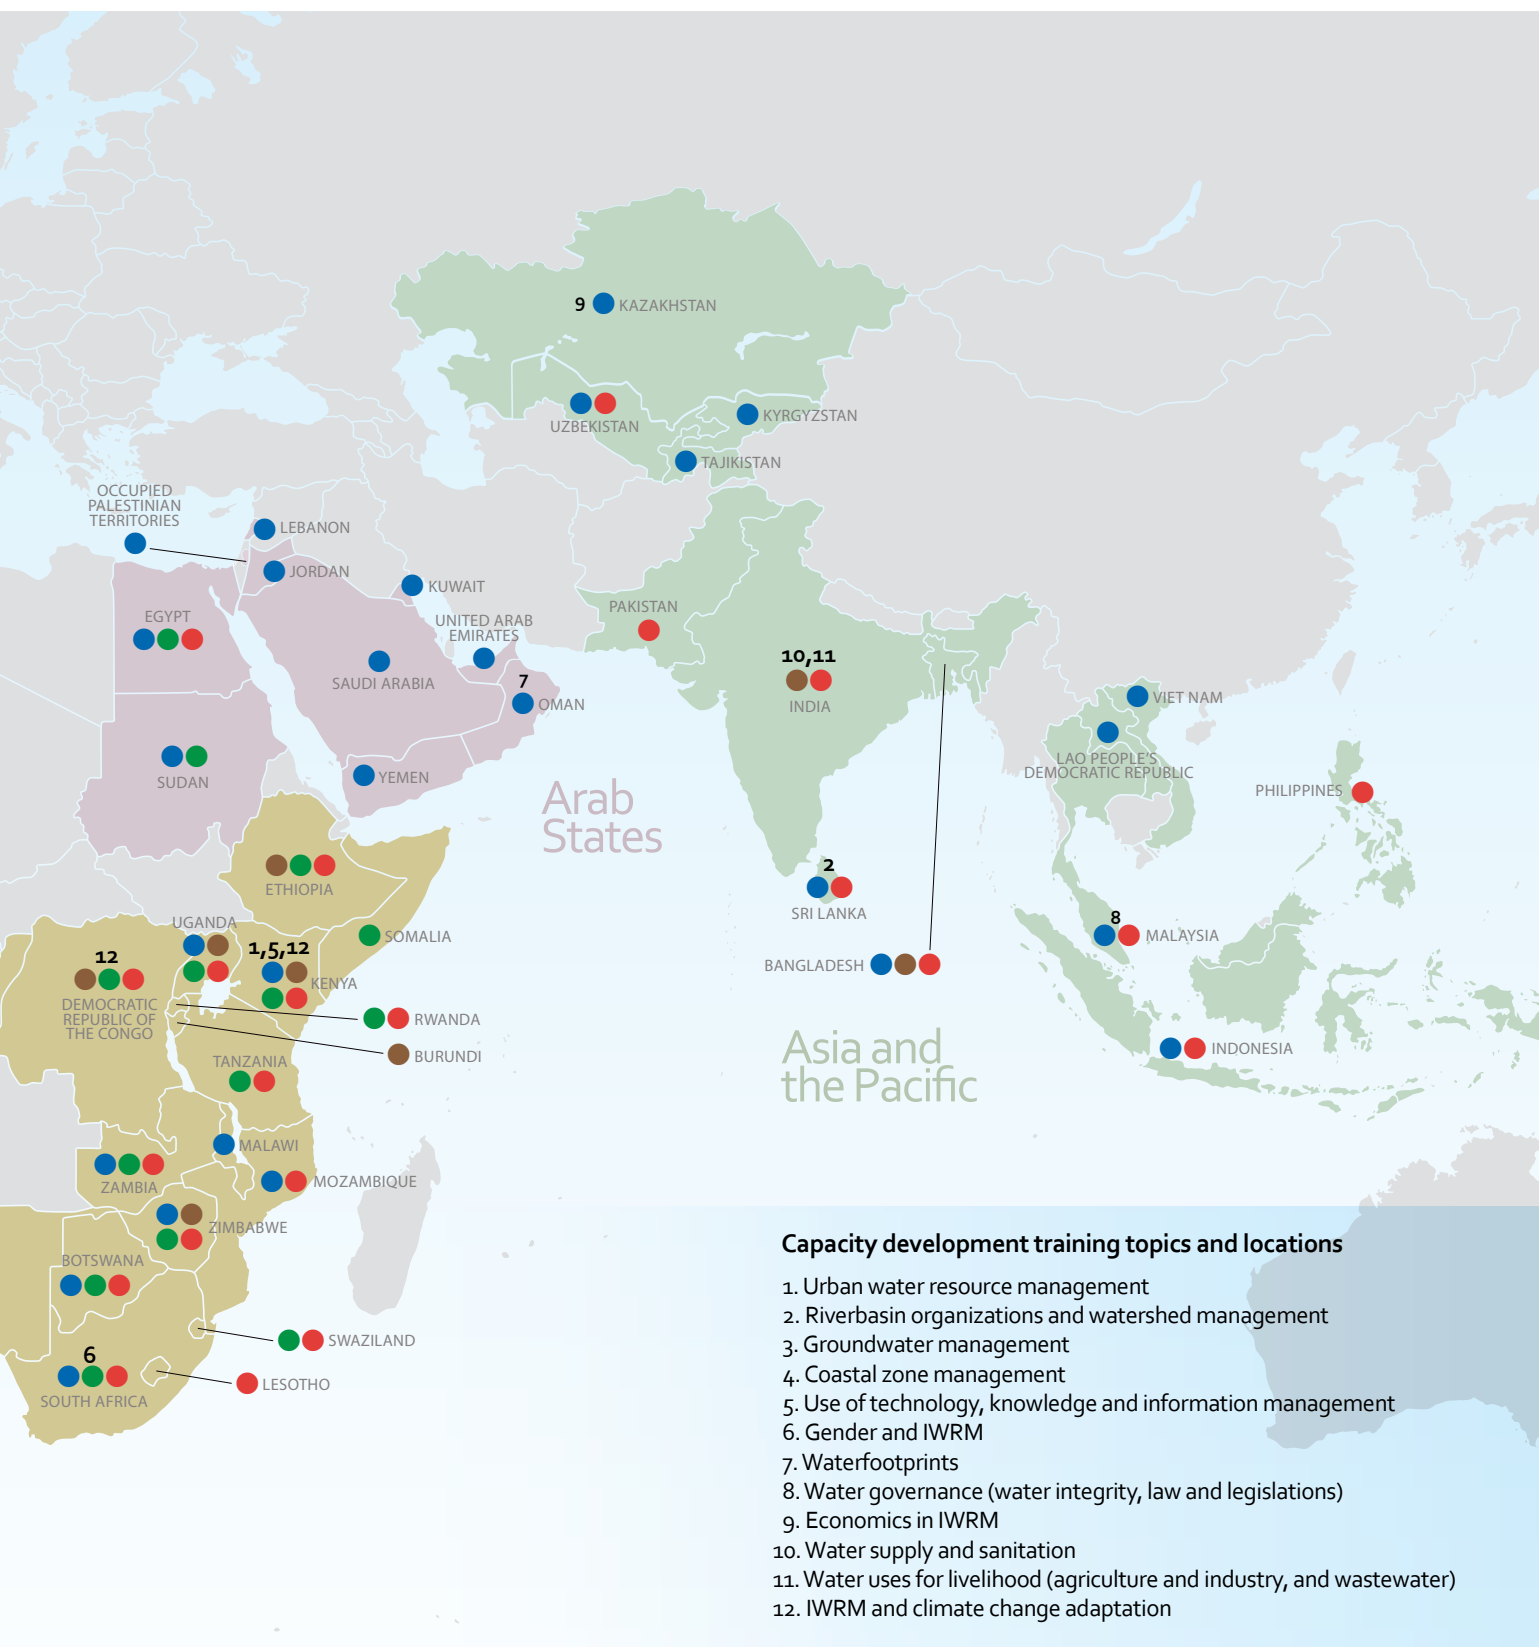 9 KAZAKHSTAN
UZBEKISTAN
KYRGYZSTAN
TAJIKISTAN
OCCUPIED
PALESTINIAN
TERRITORIES
LEBANON
JORDAN
KUWAIT
EGYPT
UNITED ARAB
EMIRATES
PAKISTAN
SAUDI ARABIA
7
OMAN
10,11
INDIA
VIET NAM
LAO PEOPLE'S
DEMOCRATIC REPUBLIC
SUDAN
YEMEN
Arab
States
PHILIPPINES
ETHIOPIA
2
SRI LANKA
UGANDA
SOMALIA
8
MALAYSIA
12
DEMOCRATIC
REPUBLIC OF
THE CONGO
1,5,12
KENYA
BANGLADESH
RWANDA
BURUNDI
TANZANIA
Asia and
the Pacific
INDONESIA
MALAWI
ZAMBIA
MOZAMBIQUE
ZIMBABWE
BOTSWANA
SWAZILAND
6
SOUTH AFRICA
LESOTHO
Capacity development training topics and locations
1. Urban water resource management
2. Riverbasin organizations and watershed management
3. Groundwater management
4. Coastal zone management
5. Use of technology, knowledge and information management
6. Gender and IWRM
7. Waterfootprints
8. Water governance (water integrity, law and legislations)
9. Economics in IWRM
10. Water supply and sanitation
11. Water uses for livelihood (agriculture and industry, and wastewater)
12. IWRM and climate change adaptation